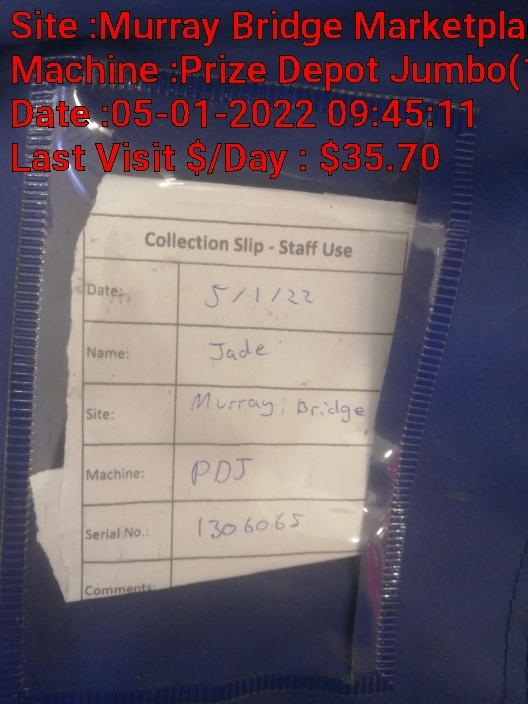 Site :Murray Bridge Marketpla
Machine :Prize Depot Jumbo(1
Date :05-01-2022 09:45:11
Last Visit $/Day : $35.70
Collection Slip - Staff Use
Date: 5/1/22
Name: Jade
Site: Murray Bridge
Machine: PDJ
Serial No.: 1306065
Comments: